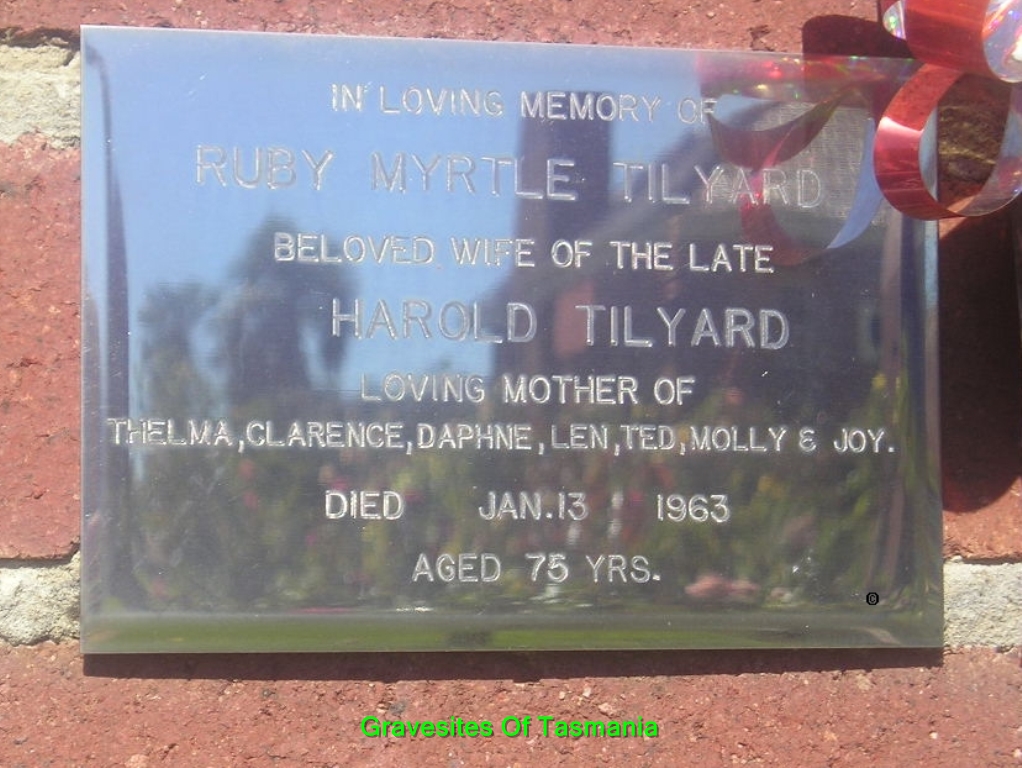 IN LOVING MEMORY OF
RUBY MYRTLE TILYARD
BELOVED WIFE OF THE LATE
HAROLD TILYARD
LOVING MOTHER OF
THELMA, CLARENCE, DAPHNE, LEN, TED, MOLLY & JOY.
DIED JAN. 13 1963
AGED 75 YRS.
©
Gravesites Of Tasmania